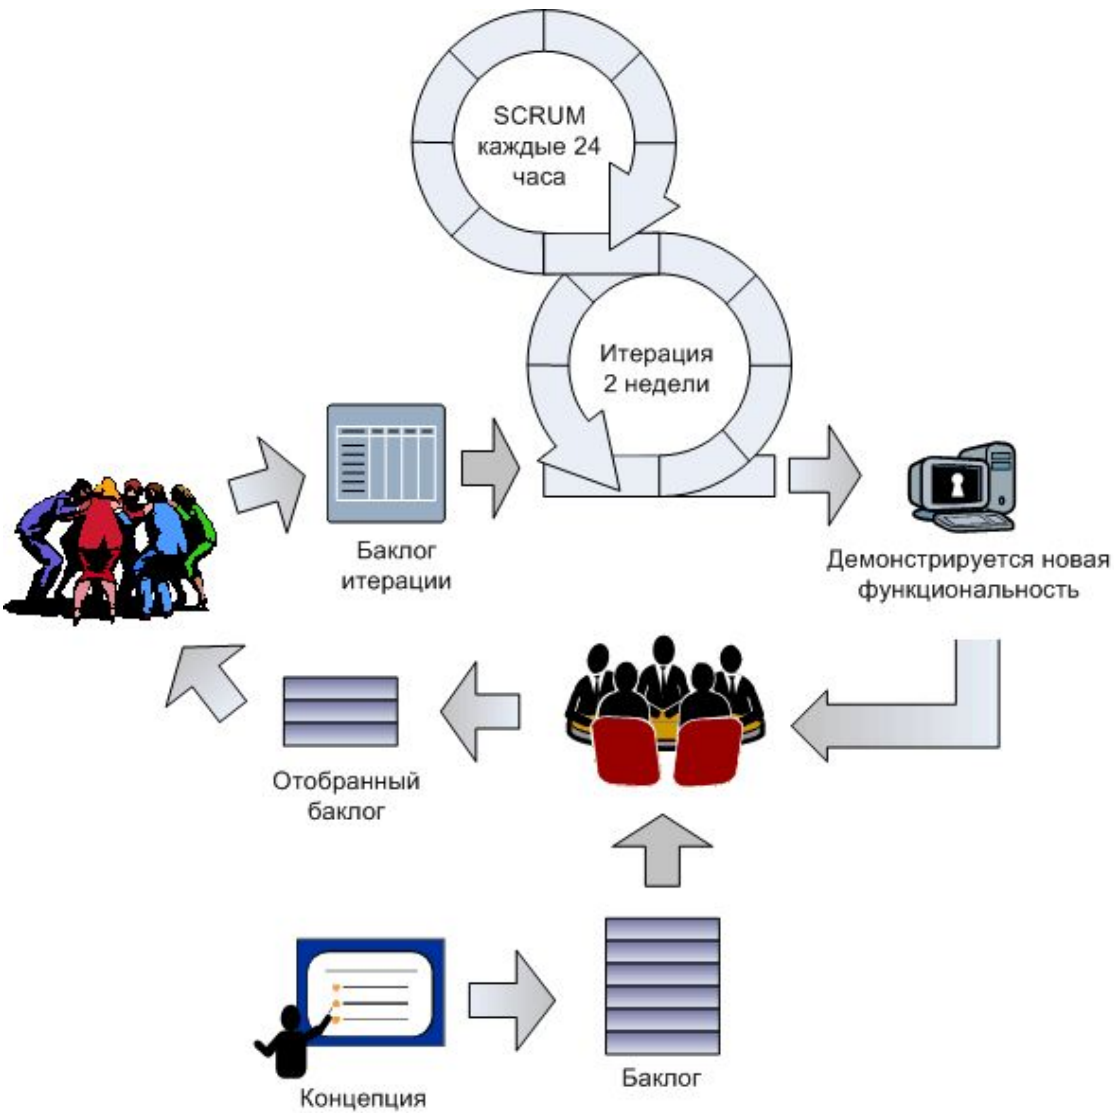 SCRUM
каждые 24
часа
Итерация
2 недели
Баклог
итерации
Демонстрируется новая
функциональность
Отобранный
баклог
Концепция
Баклог